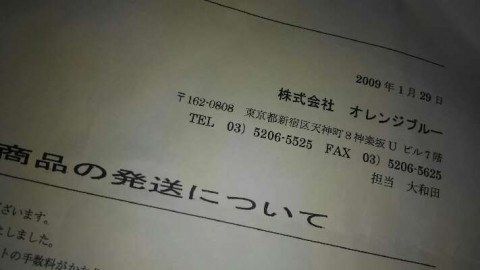 2009年1月29日
株式会社 オレンジブルー
〒162-0808 東京都新宿区天神町8神楽坂Uビル7階
TEL 03) 5206-5525 FAX 03) 5206-5625
担当 大和田
商品の発送について
ざいます。
たしました。
トの手数料がかか